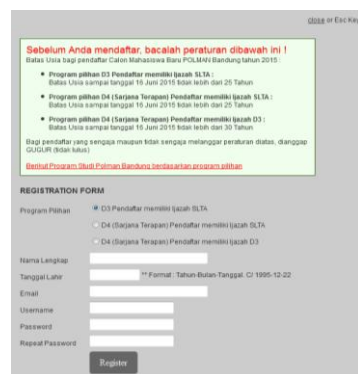 close or Esc Key
Sebelum Anda mendaftar, bacalah peraturan dibawah ini !
Batas Usia bagi pendaftar Calon Mahasiswa Baru POLMAN Bandung tahun 2015 :
Program pilihan D3 Pendaftar memiliki Ijazah SLTA :
Batas Usia sampai tanggal 16 Juni 2015 tidak lebih dari 25 Tahun
Program pilihan D4 (Sarjana Terapan) Pendaftar memiliki Ijazah SLTA :
Batas Usia sampai tanggal 16 Juni 2015 tidak lebih dari 25 Tahun
Program pilihan D4 (Sarjana Terapan) Pendaftar memiliki Ijazah D3 :
Batas Usia sampai tanggal 16 Juni 2015 tidak lebih dari 30 Tahun
Bagi pendaftar yang sengaja maupun tidak sengaja melanggar peraturan diatas, dianggap
GUGUR (tidak lulus)
Berikut Program Studi Polman Bandung berdasarkan program pilihan
REGISTRATION FORM
Program Pilihan
D3 Pendaftar memiliki Ijazah SLTA
D4 (Sarjana Terapan) Pendaftar memiliki Ijazah SLTA
D4 (Sarjana Terapan) Pendaftar memiliki Ijazah D3
Nama Lengkap
Tanggal Lahir ** Format : Tahun-Bulan-Tanggal. C/ 1995-12-22
Email
Username
Password
Repeat Password
Register